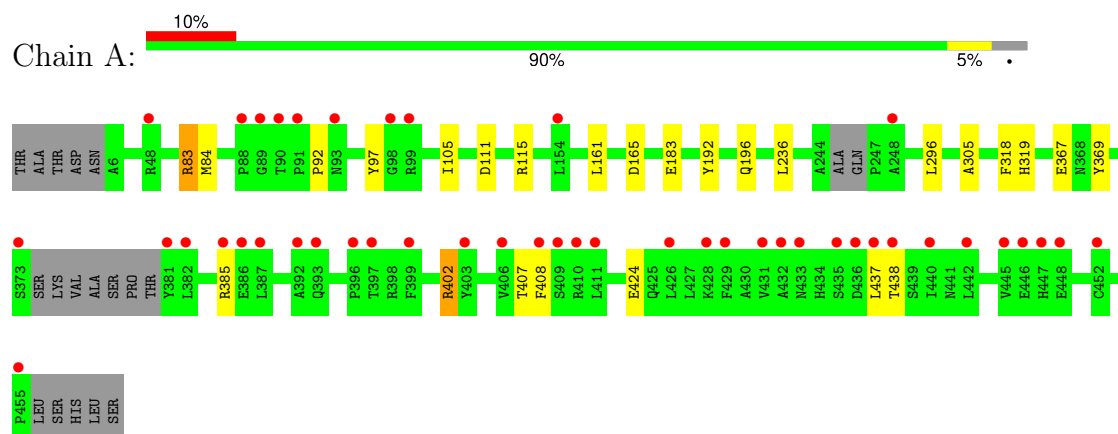 10%
Chain A:
90% 5% •
THR ALA THR ASP ASN A6 R48 R83 M84 P88 G89 T90 P91 P92 N93 Y97 G98 R99 I105 D111 R115 L154 L161 D165 E183 Y192 Q196 L236 A244 ALA GLN P247 A248 L296 A305 F318 H319 E367 N368 Y369
S373 SER LYS VAL ALA SER PRO THR Y381 L382 R385 E386 L387 A392 Q393 P396 T397 R398 F399 R402 Y403 V406 T407 F408 S409 R410 L411 E424 Q425 L426 L427 K428 F429 A430 V431 A432 N433 H434 S435 D436 L437 T438 S439 I440 N441 L442 V445 E446 H447 E448 C452
P455 LEU SER HIS LEU SER